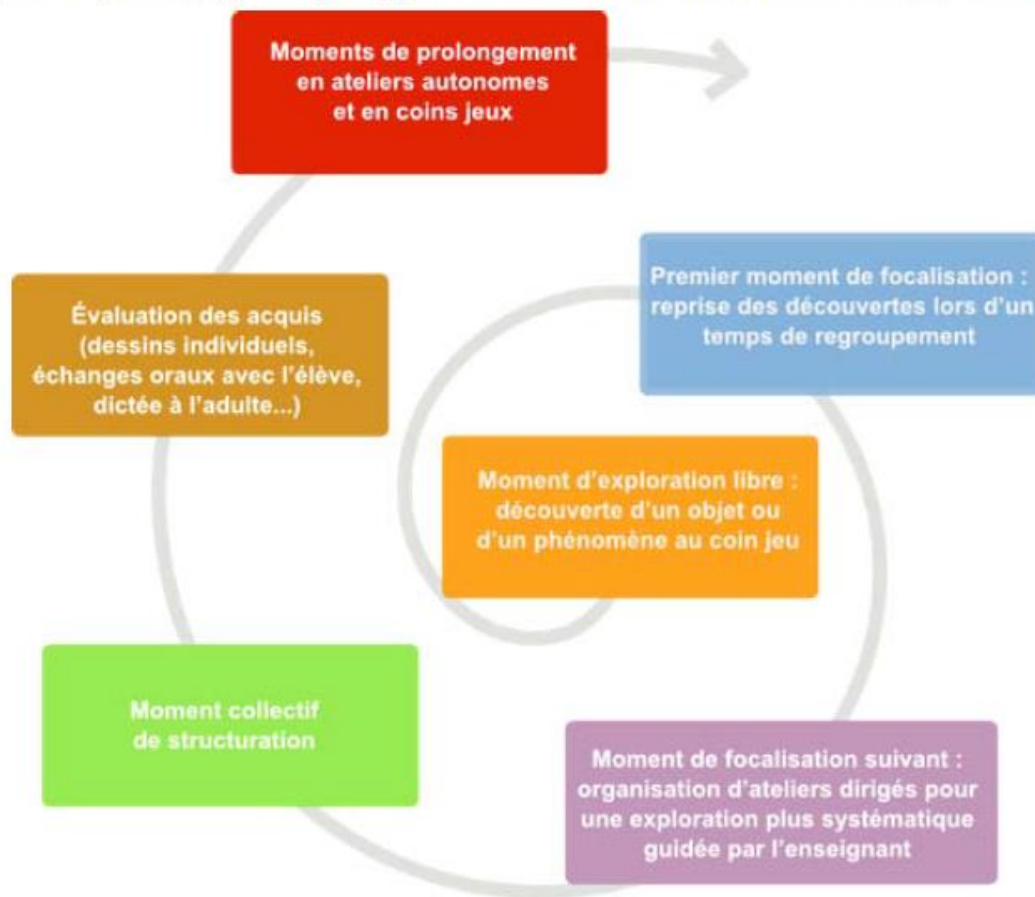 Moments de prolongement
en ateliers autonomes
et en coins jeux
Premier moment de focalisation :
reprise des découvertes lors d'un
temps de regroupement
Évaluation des acquis
(dessins individuels,
échanges oraux avec l'élève,
dictée à l'adulte...)
Moment d'exploration libre :
découverte d'un objet ou
d'un phénomène au coin jeu
Moment collectif
de structuration
Moment de focalisation suivant :
organisation d'ateliers dirigés pour
une exploration plus systématique
guidée par l'enseignant